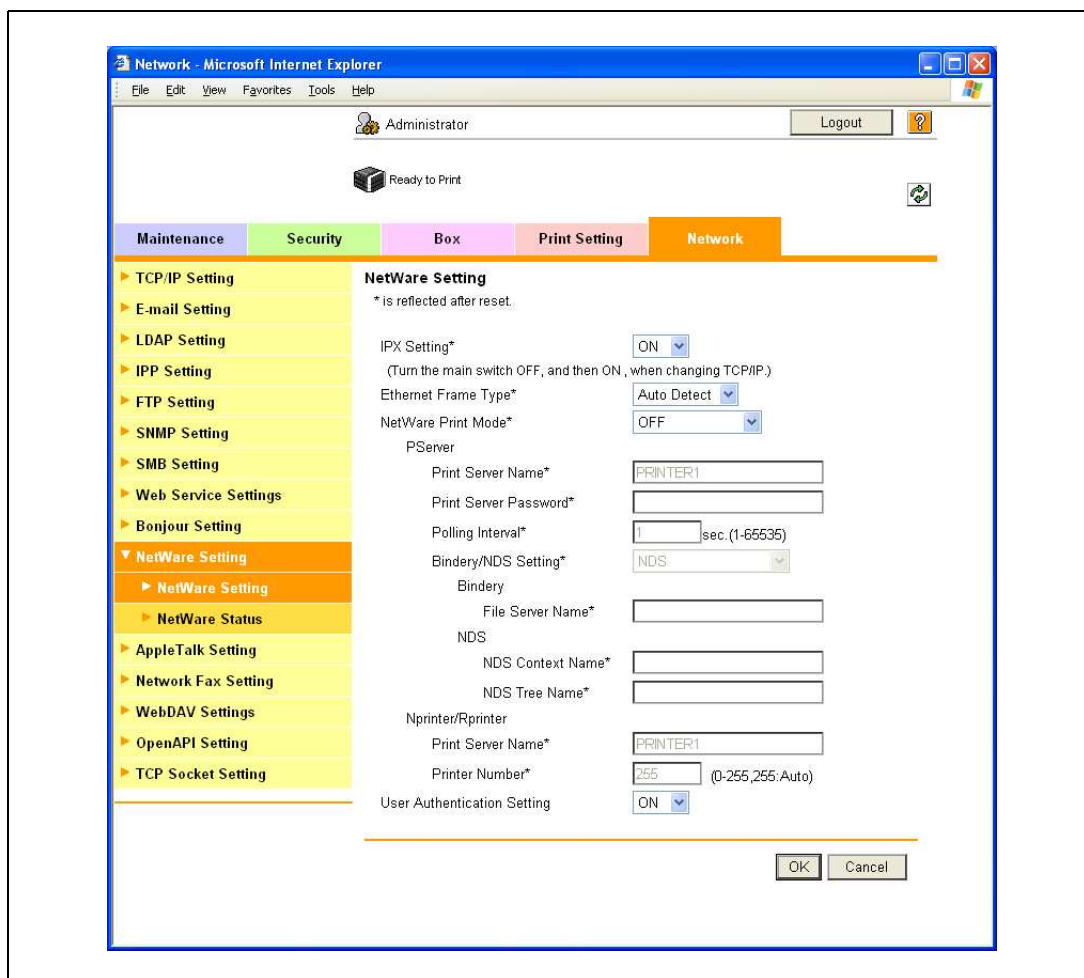 Network - Microsoft Internet Explorer
File Edit View Favorites Tools Help
Administrator
Logout
?
Ready to Print
Maintenance
Security
Box
Print Setting
Network
TCP/IP Setting
E-mail Setting
LDAP Setting
IPP Setting
FTP Setting
SNMP Setting
SMB Setting
Web Service Settings
Bonjour Setting
NetWare Setting
NetWare Setting
NetWare Status
AppleTalk Setting
Network Fax Setting
WebDAV Settings
OpenAPI Setting
TCP Socket Setting
NetWare Setting
* is reflected after reset.
IPX Setting* ON
(Turn the main switch OFF, and then ON , when changing TCP/IP.)
Ethernet Frame Type* Auto Detect
NetWare Print Mode* OFF
PServer
Print Server Name* PRINTER1
Print Server Password*
Polling Interval* 1 sec.(1-65535)
Bindery/NDS Setting* NDS
Bindery
File Server Name*
NDS
NDS Context Name*
NDS Tree Name*
Nprinter/Rprinter
Print Server Name* PRINTER1
Printer Number* 255 (0-255,255:Auto)
User Authentication Setting ON
OK Cancel